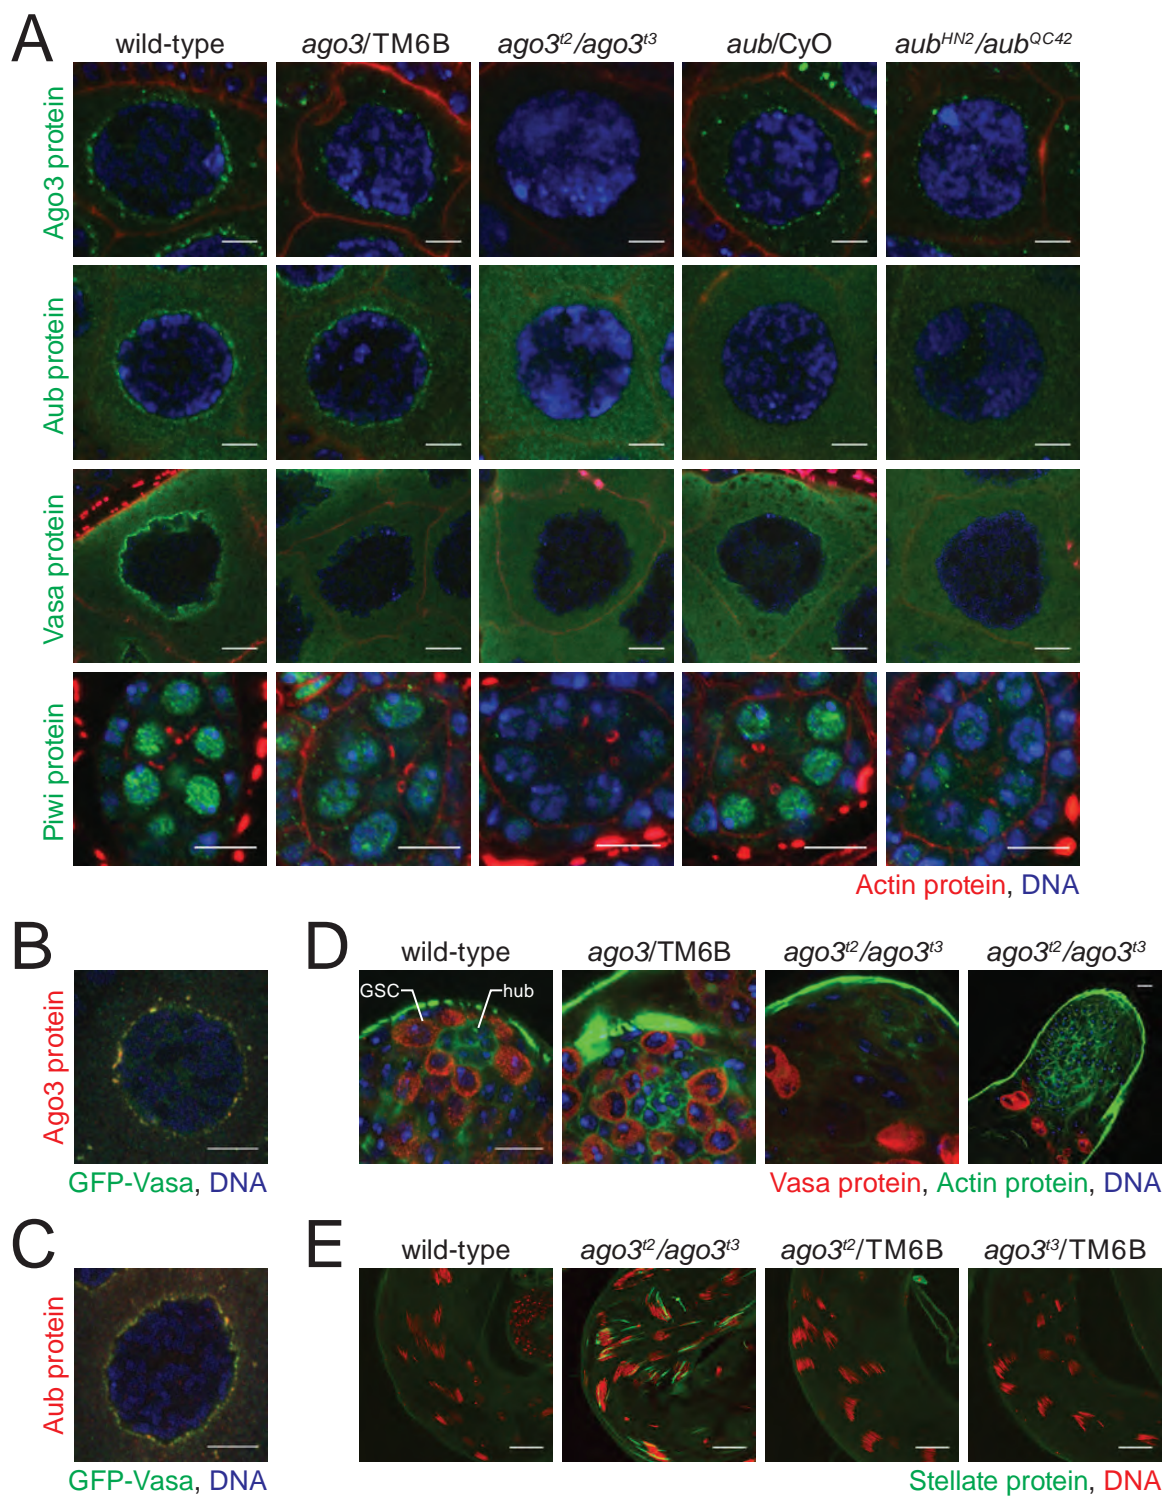 A
wild-type ago3/TM6B ago3ᵗ²/ago3ᵗ³ aub/CyO aubᴴᴺ²/aubQC42
Ago3 protein
Aub protein
Vasa protein
Piwi protein
Actin protein, DNA
B
Ago3 protein
GFP-Vasa, DNA
C
Aub protein
GFP-Vasa, DNA
D
wild-type ago3/TM6B ago3ᵗ²/ago3ᵗ³ ago3ᵗ²/ago3ᵗ³
GSC hub
Vasa protein, Actin protein, DNA
E
wild-type ago3ᵗ²/ago3ᵗ³ ago3ᵗ²/TM6B ago3ᵗ³/TM6B
Stellate protein, DNA